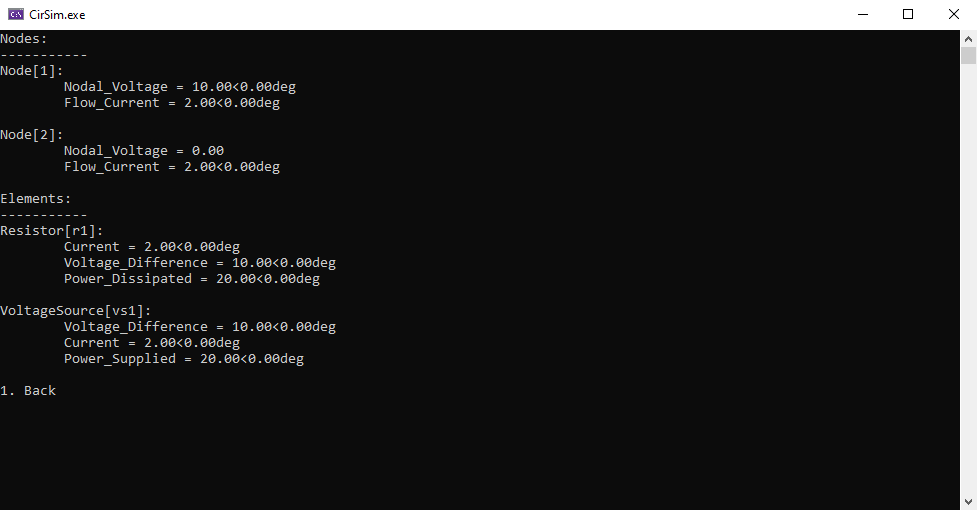 CirSim.exe
Nodes:
-----------
Node[1]:
Nodal_Voltage = 10.00<0.00deg
Flow_Current = 2.00<0.00deg
Node[2]:
Nodal_Voltage = 0.00
Flow_Current = 2.00<0.00deg
Elements:
-----------
Resistor[r1]:
Current = 2.00<0.00deg
Voltage_Difference = 10.00<0.00deg
Power_Dissipated = 20.00<0.00deg
VoltageSource[vs1]:
Voltage_Difference = 10.00<0.00deg
Current = 2.00<0.00deg
Power_Supplied = 20.00<0.00deg
1. Back